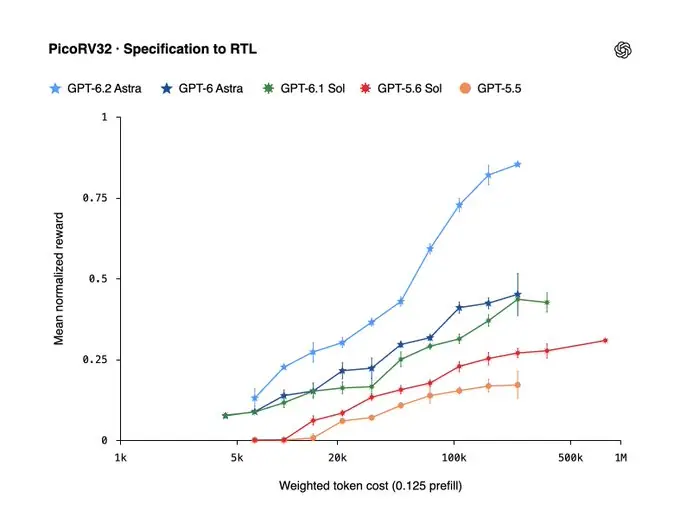 PicoRV32 · Specification to RTL
GPT-6.2 Astra GPT-6 Astra GPT-6.1 Sol GPT-5.6 Sol GPT-5.5
1
0.75
0.5
0.25
0
Mean normalized reward
1k 5k 20k 100k 500k 1M
Weighted token cost (0.125 prefill)